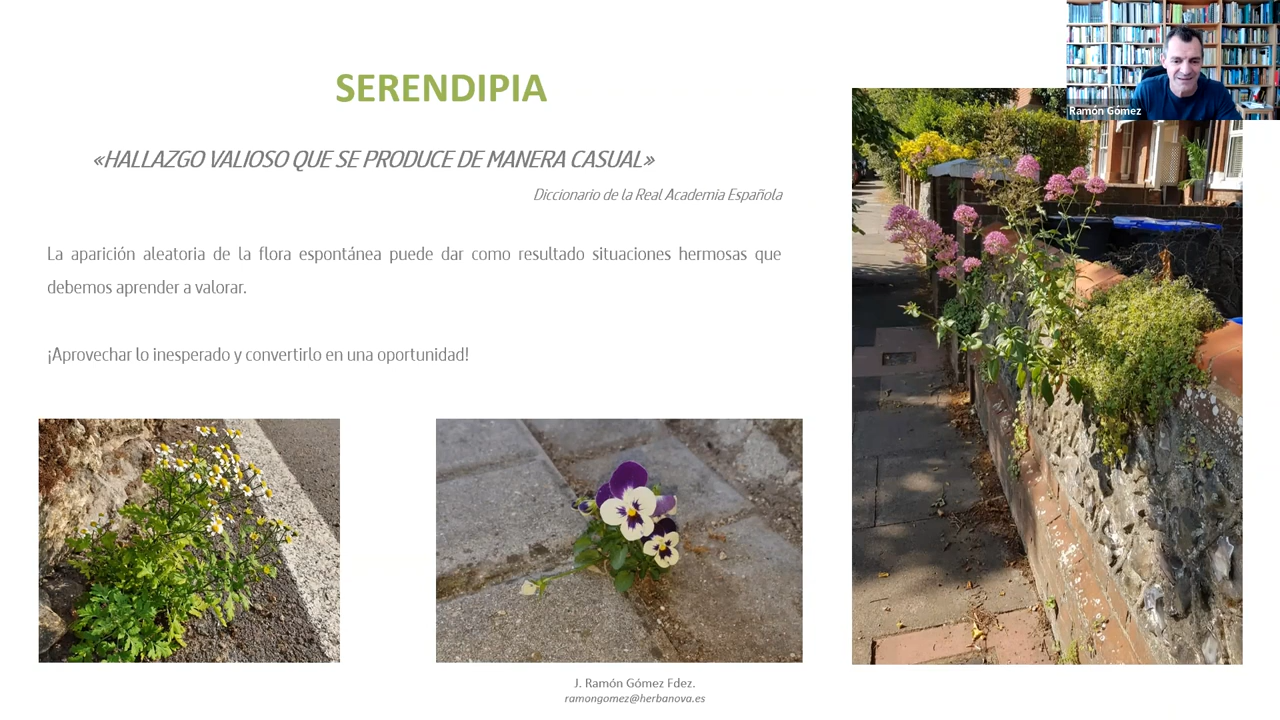 SERENDIPIA
«HALLAZGO VALIOSO QUE SE PRODUCE DE MANERA CASUAL»
Diccionario de la Real Academia Española
La aparición aleatoria de la flora espontánea puede dar como resultado situaciones hermosas que
debemos aprender a valorar.
¡Aprovechar lo inesperado y convertirlo en una oportunidad!
Ramón Gómez
J. Ramón Gómez Fdez.
ramongomez@herbanova.es